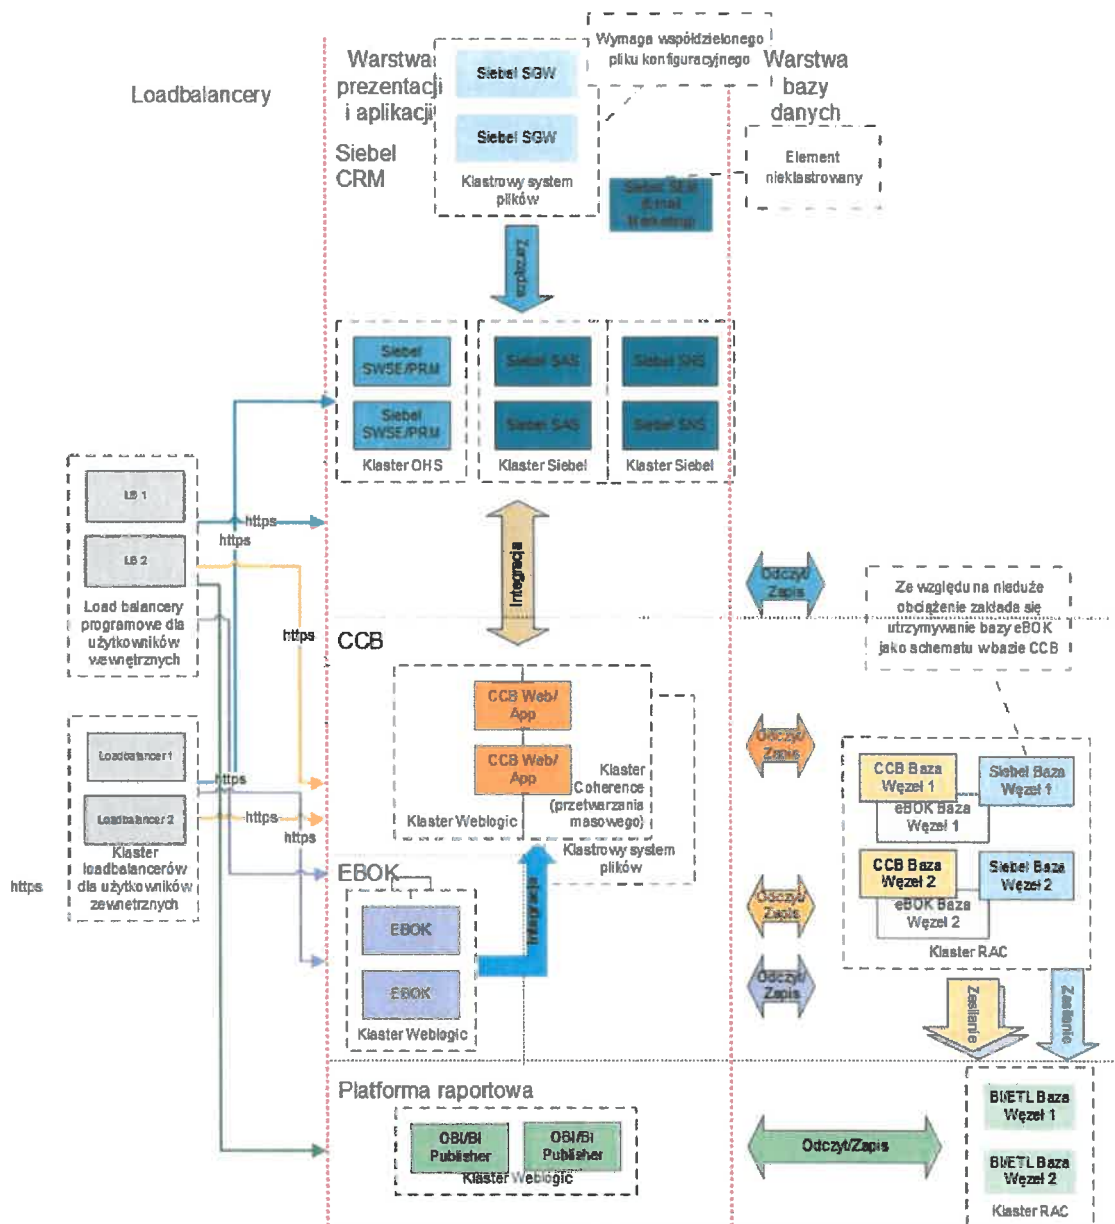 Loadbalancery
Warstwa
prezentacji
i aplikacji
Siebel
CRM
Siebel SGW
Siebel SGW
Klastrowy system
plików
Wymaga współdzielonego
pliku konfiguracyjnego
Warstwa
bazy
danych
Element
nieklastrowany
Siebel SEM
(Email
Marketing)
Zarządza
Siebel
SWSE/PRM
Siebel
SWSE/PRM
Klaster OHS
Siebel SAS
Siebel SAS
Klaster Siebel
Siebel SNS
Siebel SNS
Klaster Siebel
LB 1
LB 2
Load balancery
programowe dla
użytkowników
wewnętrznych
https
https
https
Integracja
Odczyt/
Zapis
Ze względu na nieduże
obciążenie zakłada się
utrzymywanie bazy eBOK
jako schematu w bazie CCB
CCB
CCB Web/
App
CCB Web/
App
Klaster Weblogic
Klaster
Coherence
(przetwarzania
masowego)
Klastrowy system
plików
Odczyt/
Zapis
Loadbalancer 1
Loadbalancer 2
Klaster
loadbalancerów
dla użytkowników
zewnetrznych
https
https
https
https
CCB Baza
Węzeł 1
Siebel Baza
Węzeł 1
eBOK Baza
Węzeł 1
CCB Baza
Węzeł 2
Siebel Baza
Węzeł 2
eBOK Baza
Węzeł 2
Klaster RAC
EBOK
EBOK
EBOK
Klaster Weblogic
Integracja
Odczyt/
Zapis
Odczyt/
Zapis
Zasilanie
Zasilanie
Platforma raportowa
OBI/BI
Publisher
OBI/BI
Publisher
Klaster Weblogic
Odczyt/Zapis
BI/ETL Baza
Węzeł 1
BI/ETL Baza
Węzeł 2
Klaster RAC